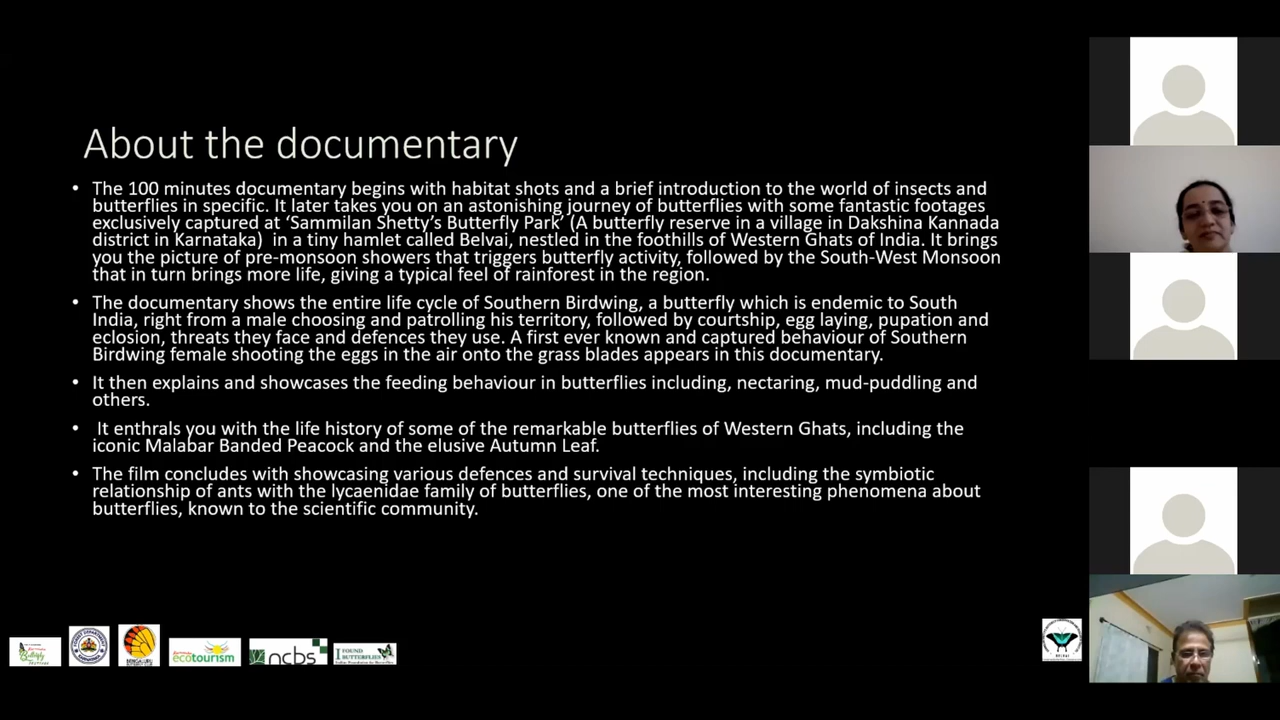 About the documentary
• The 100 minutes documentary begins with habitat shots and a brief introduction to the world of insects and
butterflies in specific. It later takes you on an astonishing journey of butterflies with some fantastic footages
exclusively captured at ‘Sammilan Shetty’s Butterfly Park’ (A butterfly reserve in a village in Dakshina Kannada
district in Karnataka) in a tiny hamlet called Belvai, nestled in the foothills of Western Ghats of India. It brings
you the picture of pre-monsoon showers that triggers butterfly activity, followed by the South-West Monsoon
that in turn brings more life, giving a typical feel of rainforest in the region.
• The documentary shows the entire life cycle of Southern Birdwing, a butterfly which is endemic to South
India, right from a male choosing and patrolling his territory, followed by courtship, egg laying, pupation and
eclosion, threats they face and defences they use. A first ever known and captured behaviour of Southern
Birdwing female shooting the eggs in the air onto the grass blades appears in this documentary.
• It then explains and showcases the feeding behaviour in butterflies including, nectaring, mud-puddling and
others.
• It enthrals you with the life history of some of the remarkable butterflies of Western Ghats, including the
iconic Malabar Banded Peacock and the elusive Autumn Leaf.
• The film concludes with showcasing various defences and survival techniques, including the symbiotic
relationship of ants with the lycaenidae family of butterflies, one of the most interesting phenomena about
butterflies, known to the scientific community.
Butterfly
BENGALURU
ecotourism
ncbs
I FOUND
BUTTERFLIES